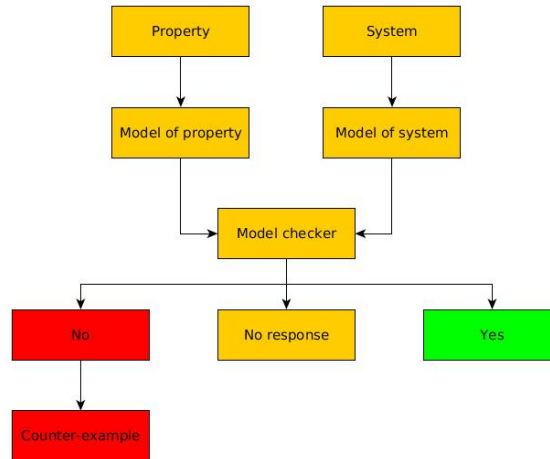 Property
System
Model of property
Model of system
Model checker
No
No response
Yes
Counter-example